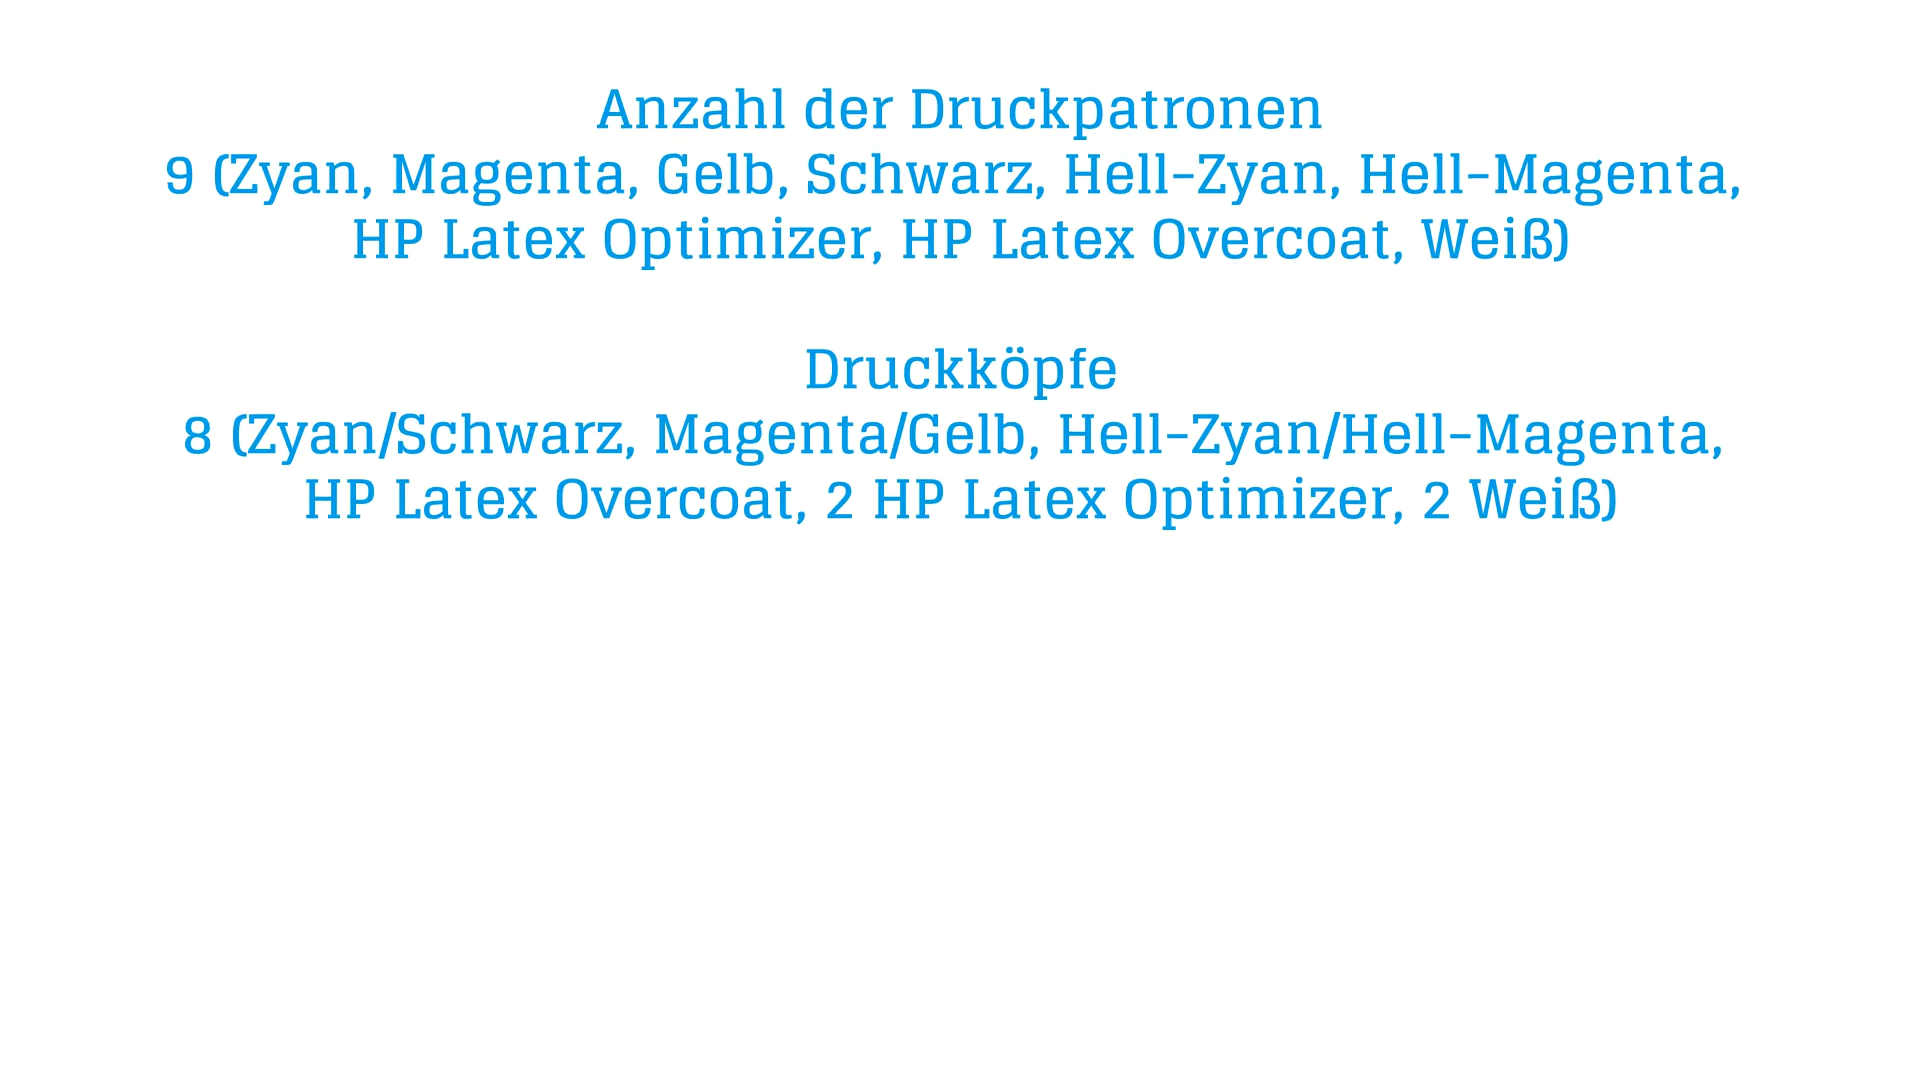 Anzahl der Druckpatronen
9 (Zyan, Magenta, Gelb, Schwarz, Hell-Zyan, Hell-Magenta,
HP Latex Optimizer, HP Latex Overcoat, Weiß)
Druckköpfe
8 (Zyan/Schwarz, Magenta/Gelb, Hell-Zyan/Hell-Magenta,
HP Latex Overcoat, 2 HP Latex Optimizer, 2 Weiß)